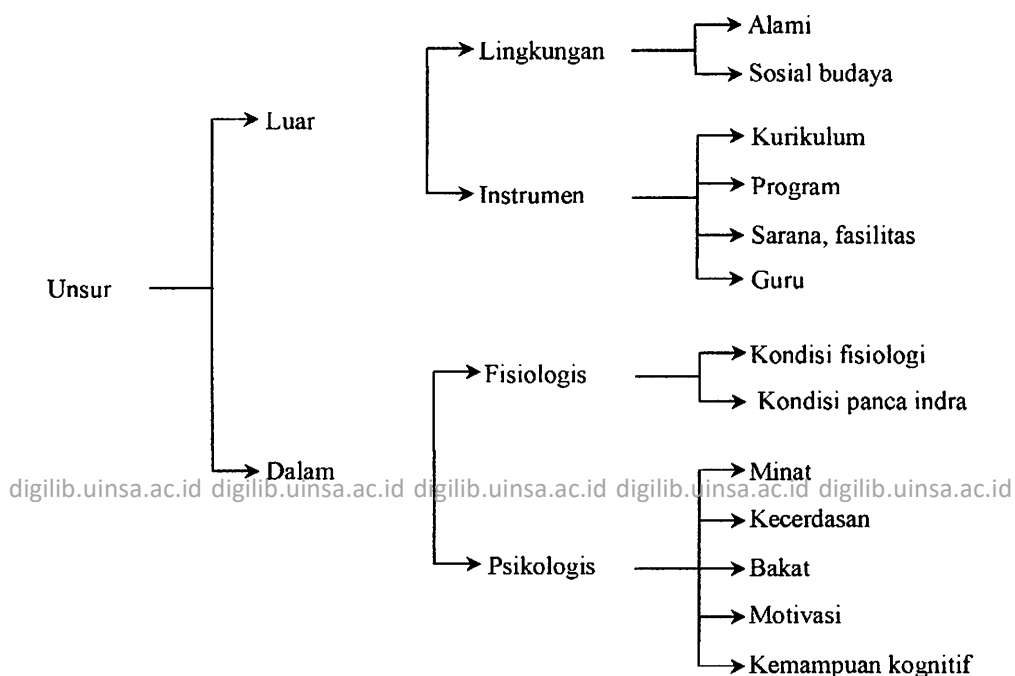 Alami
Lingkungan
Sosial budaya
Luar
Kurikulum
Program
Instrumen
Sarana, fasilitas
Guru
Unsur
Kondisi fisiologi
Fisiologis
Kondisi panca indra
Dalam
Minat
digilib.uinsa.ac.id digilib.uinsa.ac.id digilib.uinsa.ac.id digilib.uinsa.ac.id digilib.uinsa.ac.id
Kecerdasan
Psikologis
Bakat
Motivasi
Kemampuan kognitif